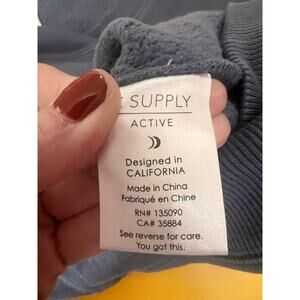 SUPPLY
ACTIVE
Designed in
CALIFORNIA
Made in China
Fabriqué en Chine
RN# 135090
CA# 35884
See reverse for care.
You got this.